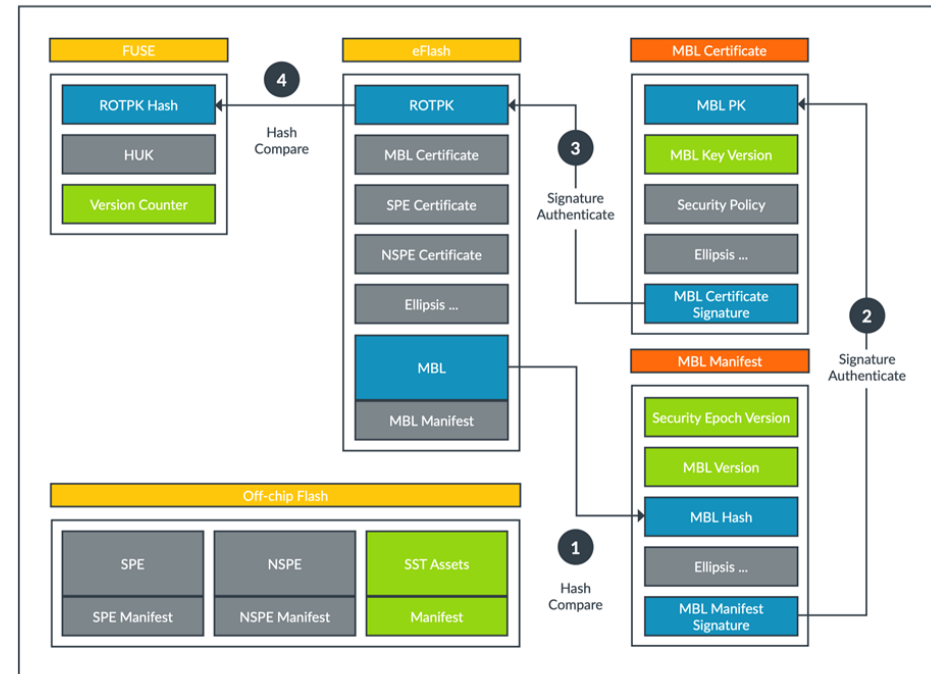 FUSE
ROTPK Hash
HUK
Version Counter
4
Hash
Compare
eFlash
ROTPK
MBL Certificate
SPE Certificate
NSPE Certificate
Ellipsis ...
MBL
MBL Manifest
3
Signature
Authenticate
MBL Certificate
MBL PK
MBL Key Version
Security Policy
Ellipsis ...
MBL Certificate
Signature
2
Signature
Authenticate
MBL Manifest
Security Epoch Version
MBL Version
MBL Hash
Ellipsis ...
MBL Manifest
Signature
1
Hash
Compare
Off-chip Flash
SPE
SPE Manifest
NSPE
NSPE Manifest
SST Assets
Manifest